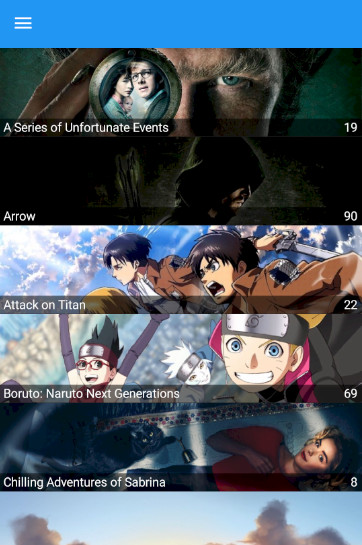 A Series of Unfortunate Events 19
Arrow 90
Attack on Titan 22
Boruto: Naruto Next Generations 69
Chilling Adventures of Sabrina 8